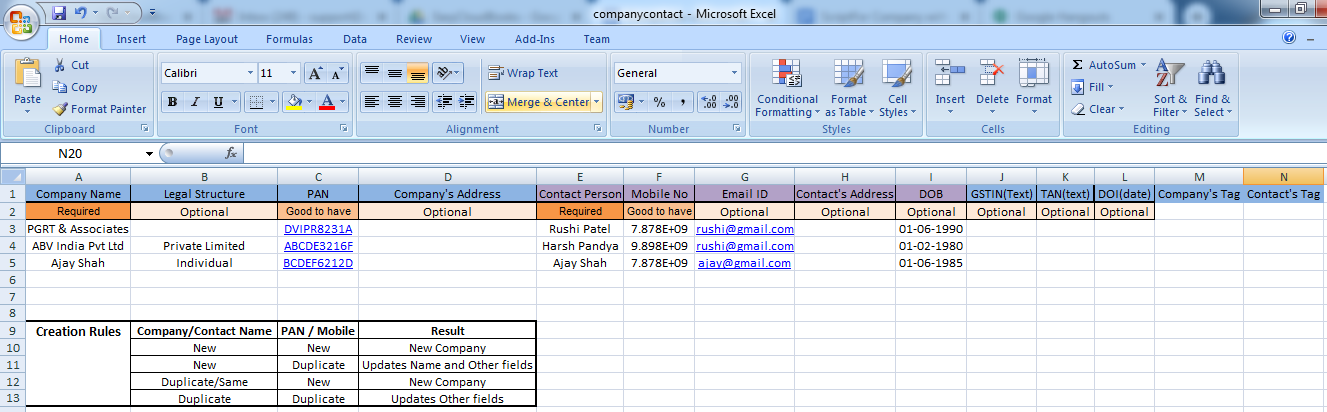 companycontact - Microsoft Excel
Home Insert Page Layout Formulas Data Review View Add-Ins Team
Paste
Cut
Copy
Format Painter
Clipboard
Calibri 11
B I U A
Font
Wrap Text
Merge & Center
Alignment
General
% ,
Number
Conditional Formatting
Format as Table
Cell Styles
Styles
Insert Delete Format
Cells
Σ AutoSum
Fill
Clear
Sort & Filter
Find & Select
Editing
N20 fx
A B C D E F G H I J K L M N
1 Company Name Legal Structure PAN Company's Address Contact Person Mobile No Email ID Contact's Address DOB GSTIN(Text) TAN(text) DOI(date) Company's Tag Contact's Tag
2 Required Optional Good to have Optional Required Good to have Optional Optional Optional Optional Optional Optional
3 PGRT & Associates DVIPR8231A Rushi Patel 7.878E+09 rushi@gmail.com 01-06-1990
4 ABV India Pvt Ltd Private Limited ABCDE3216F Harsh Pandya 9.898E+09 rushi@gmail.com 01-02-1980
5 Ajay Shah Individual BCDEF6212D Ajay Shah 7.878E+09 ajay@gmail.com 01-06-1985
6
7
8
9 Creation Rules Company/Contact Name PAN / Mobile Result
10 New New New Company
11 New Duplicate Updates Name and Other fields
12 Duplicate/Same New New Company
13 Duplicate Duplicate Updates Other fields